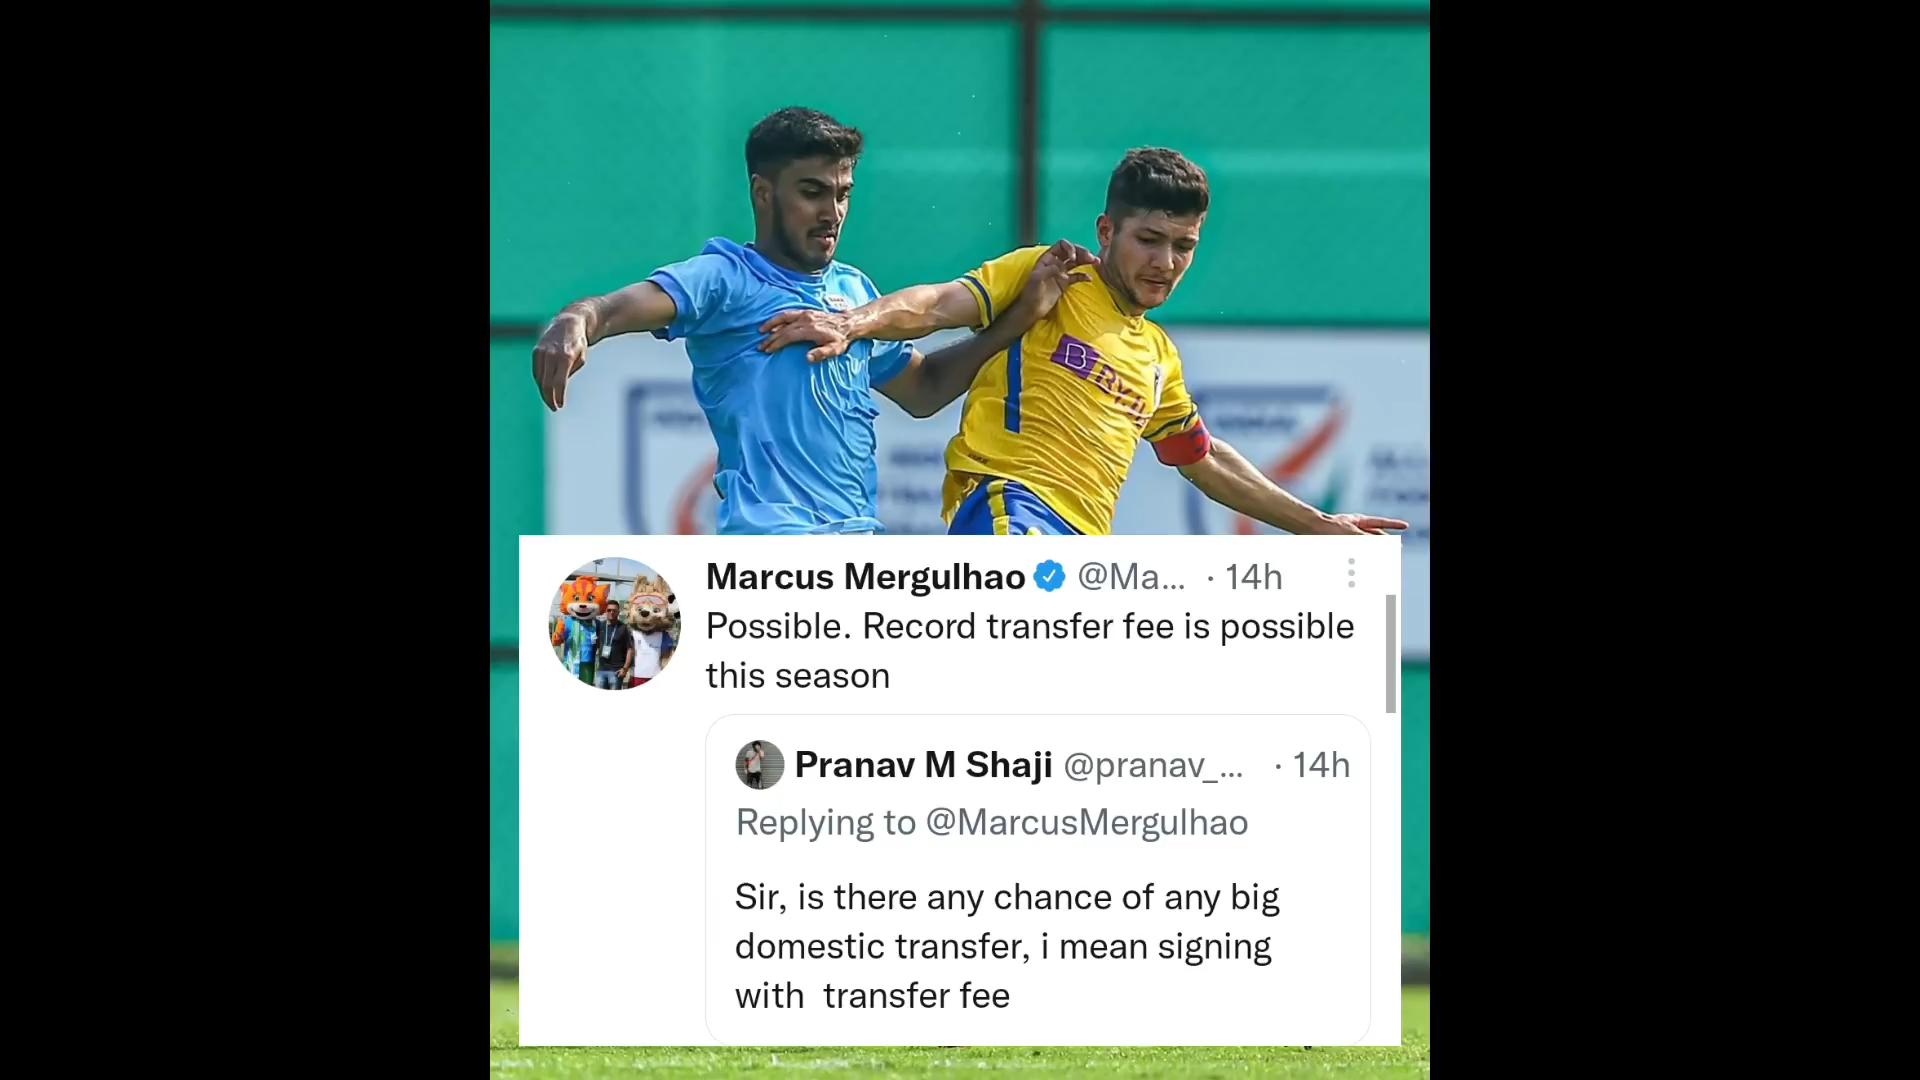 B BYJU
Marcus Mergulhao @Ma... · 14h
Possible. Record transfer fee is possible
this season
Pranav M Shaji @pranav_... · 14h
Replying to @MarcusMergulhao
Sir, is there any chance of any big
domestic transfer, i mean signing
with transfer fee